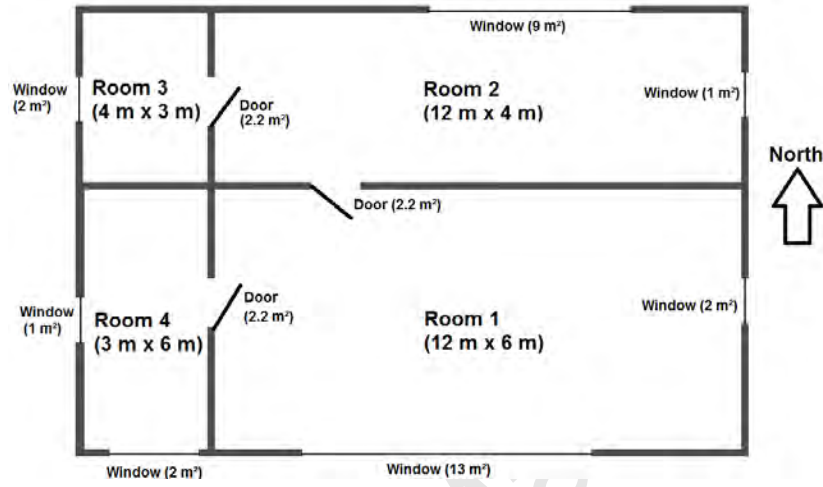 Window (9 m²)
Window
(2 m²)
Room 3
(4 m x 3 m)
Door
(2.2 m²)
Room 2
(12 m x 4 m)
Window (1 m²)
North
Door (2.2 m²)
Window
(1 m²)
Room 4
(3 m x 6 m)
Door
(2.2 m²)
Room 1
(12 m x 6 m)
Window (2 m²)
Window (2 m²)
Window (13 m²)